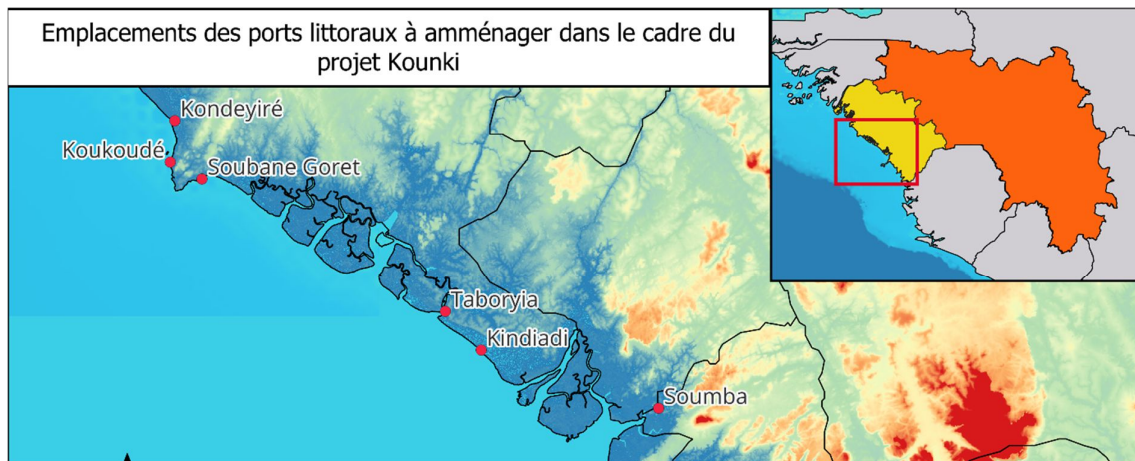 Emplacements des ports littoraux à amménager dans le cadre du
projet Kounki
Kondeyiré
Koukoudé
Soubane Goret
Taboryia
Kindiadi
Soumba